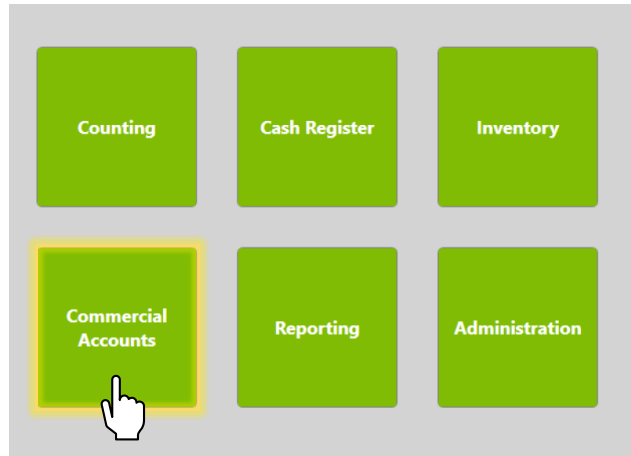 Counting
Cash Register
Inventory
Commercial
Accounts
Reporting
Administration